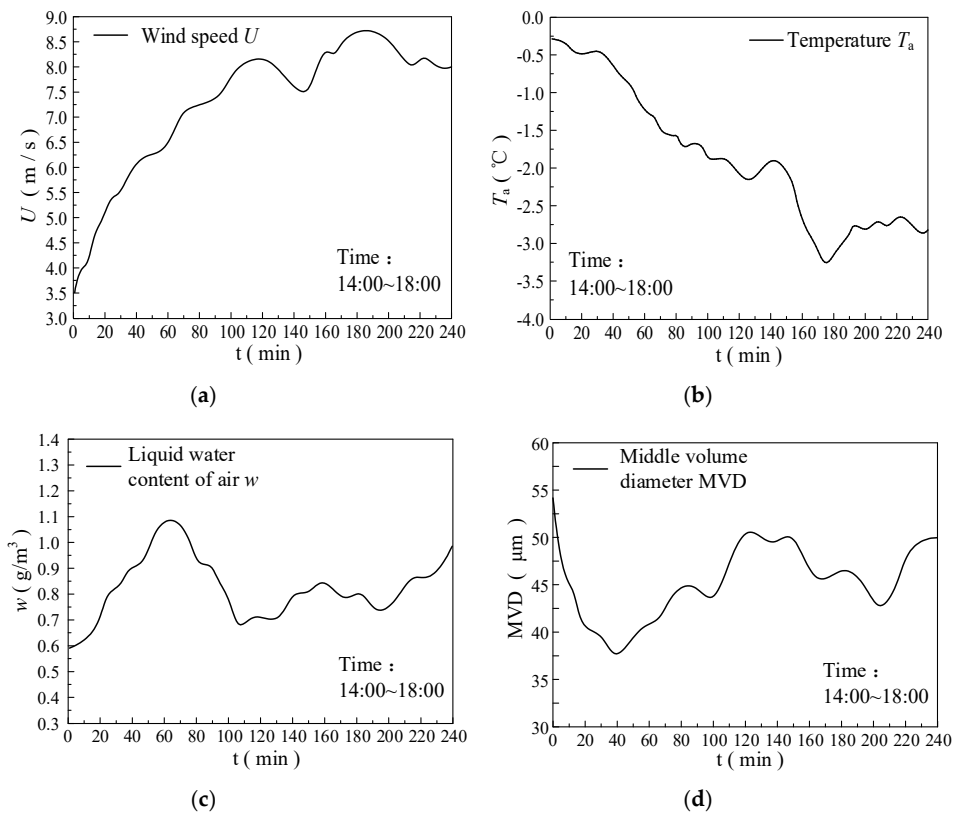 9.0
8.5
8.0
7.5
7.0
6.5
6.0
5.5
5.0
4.5
4.0
3.5
3.0
U ( m / s )
Wind speed U
Time ：
14:00~18:00
0 20 40 60 80 100 120 140 160 180 200 220 240
t ( min )
(a)
0.0
-0.5
-1.0
-1.5
-2.0
-2.5
-3.0
-3.5
-4.0
Ta ( ℃)
Temperature Ta
Time ：
14:00~18:00
0 20 40 60 80 100 120 140 160 180 200 220 240
t ( min )
(b)
1.4
1.3
1.2
1.1
1.0
0.9
0.8
0.7
0.6
0.5
0.4
0.3
w ( g/m³ )
Liquid water
content of air w
Time ：
14:00~18:00
0 20 40 60 80 100 120 140 160 180 200 220 240
t ( min )
(c)
60
55
50
45
40
35
30
MVD ( μm )
Middle volume
diameter MVD
Time ：
14:00~18:00
0 20 40 60 80 100 120 140 160 180 200 220 240
t ( min )
(d)